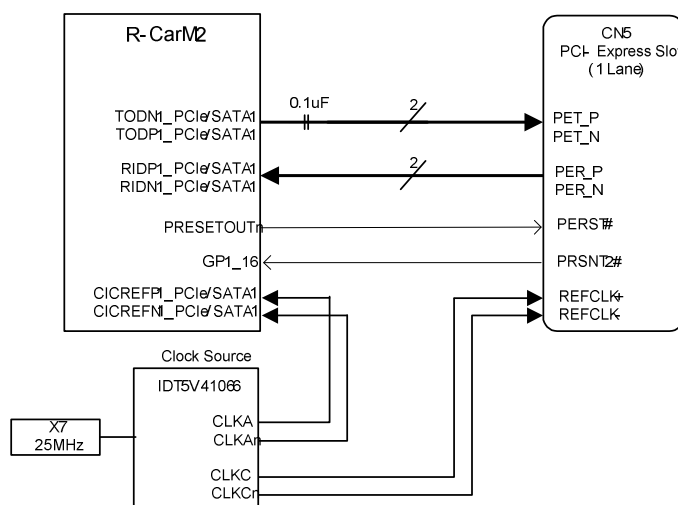 R-CarM2
CN5
PCI- Express Slo
(1 Lane)
TODN1_PCIe/SATA1
TODP1_PCIe/SATA1
0.1uF
2
PET_P
PET_N
RIDP1_PCIe/SATA1
RIDN1_PCIe/SATA1
2
PER_P
PER_N
PRESETOUTn
PERST#
GP1_16
PRSNT2#
CICREFP1_PCIe/SATA1
CICREFN1_PCIe/SATA1
REFCLK+
REFCLK-
Clock Source
IDT5V41066
X7
25MHz
CLKA
CLKAn
CLKC
CLKCn